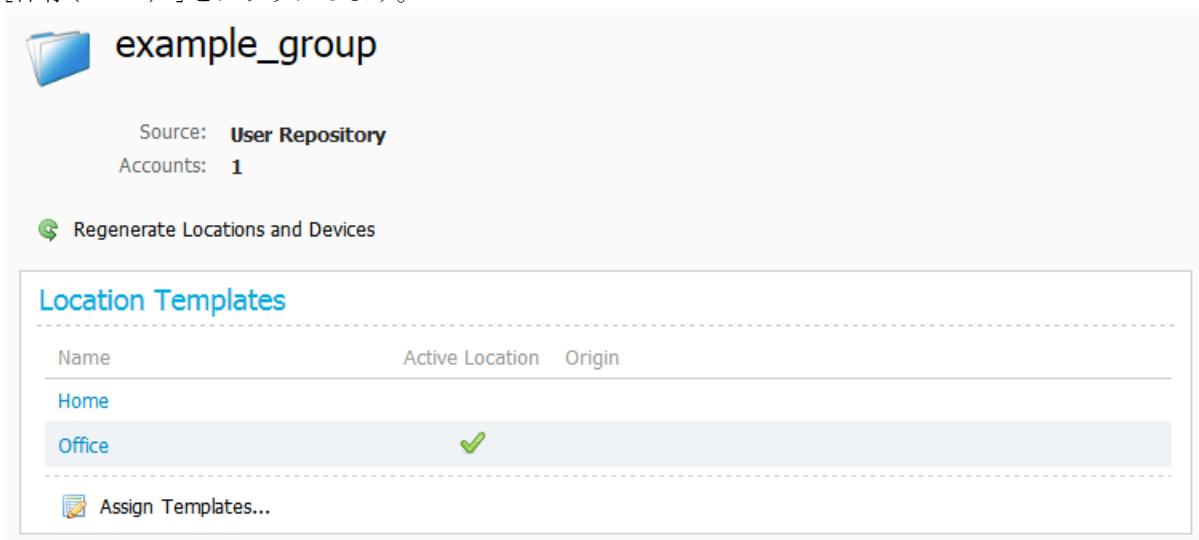 example_group
Source: User Repository
Accounts: 1
Regenerate Locations and Devices
Location Templates
Name Active Location Origin
Home
Office
Assign Templates...